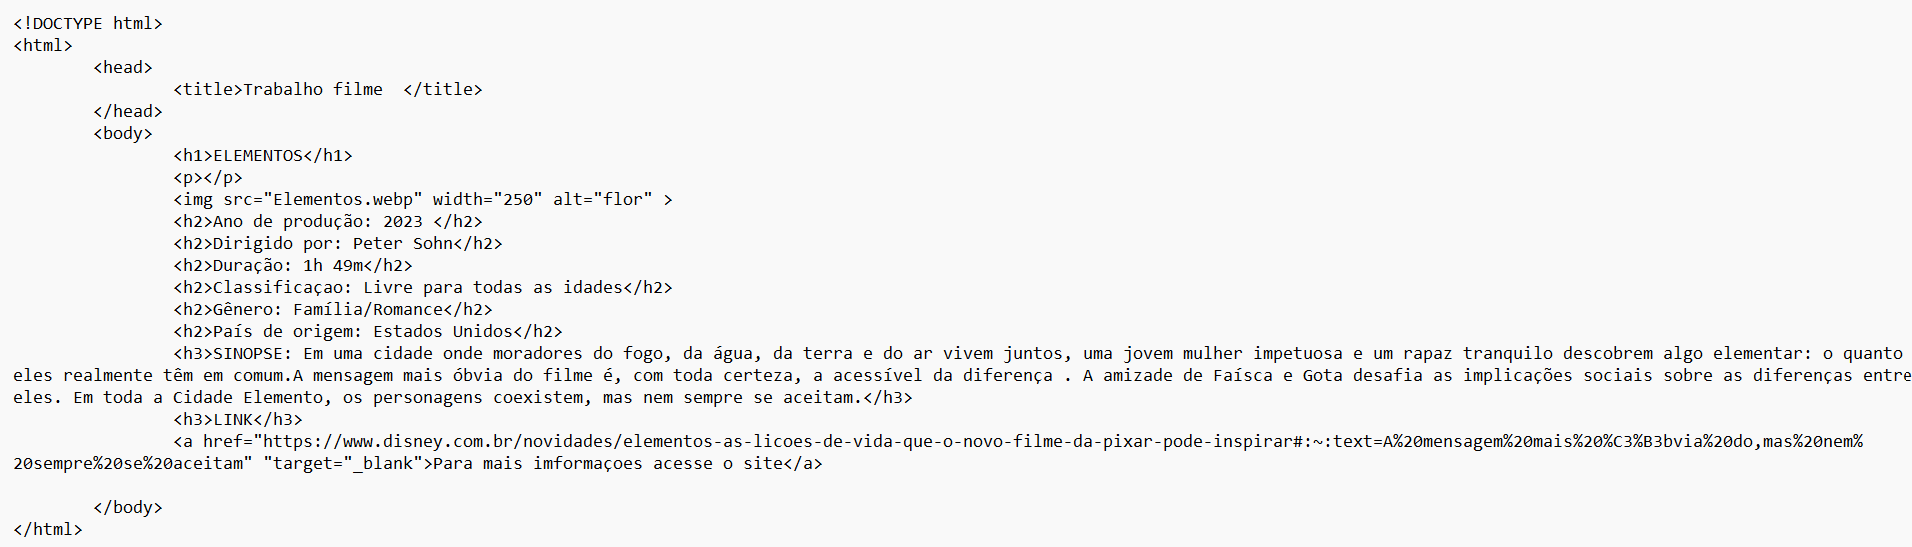 <!DOCTYPE html>
<html>
<head>
<title>Trabalho filme  </title>
</head>
<body>
<h1>ELEMENTOS</h1>
<p></p>
<img src="Elementos.webp" width="250" alt="flor" >
<h2>Ano de produção: 2023 </h2>
<h2>Dirigido por: Peter Sohn</h2>
<h2>Duração: 1h 49m</h2>
<h2>Classificaçao: Livre para todas as idades</h2>
<h2>Gênero: Família/Romance</h2>
<h2>País de origem: Estados Unidos</h2>
<h3>SINOPSE: Em uma cidade onde moradores do fogo, da água, da terra e do ar vivem juntos, uma jovem mulher impetuosa e um rapaz tranquilo descobrem algo elementar: o quanto
eles realmente têm em comum.A mensagem mais óbvia do filme é, com toda certeza, a acessível da diferença . A amizade de Faísca e Gota desafia as implicações sociais sobre as diferenças entre
eles. Em toda a Cidade Elemento, os personagens coexistem, mas nem sempre se aceitam.</h3>
<h3>LINK</h3>
<a href="https://www.disney.com.br/novidades/elementos-as-licoes-de-vida-que-o-novo-filme-da-pixar-pode-inspirar#:~:text=A%20mensagem%20mais%20%C3%B3bvia%20do,mas%20nem%
20sempre%20se%20aceitam" "target="_blank">Para mais imformaçoes acesse o site</a>
</body>
</html>